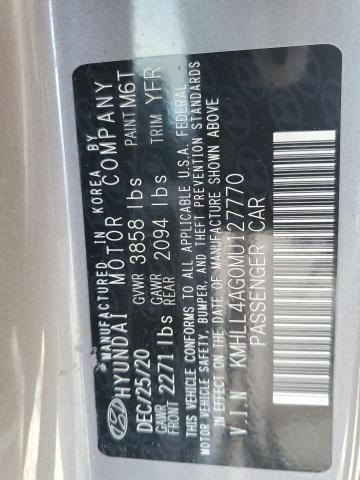 MANUFACTURED BY IN KOREA BY
HYUNDAI MOTOR COMPANY
DEC/25/20 GVWR 3858 lbs PAINT M6T
GAWR FRONT 2271 lbs GAWR REAR 2094 lbs TRIM YFR
THIS VEHICLE CONFORMS TO ALL APPLICABLE U.S.A. FEDERAL
MOTOR VEHICLE SAFETY, BUMPER, AND THEFT PREVENTION STANDARDS
IN EFFECT ON THE DATE OF MANUFACTURE SHOWN ABOVE
V.I.N KMHLL4AG0MU127770
PASSENGER CAR